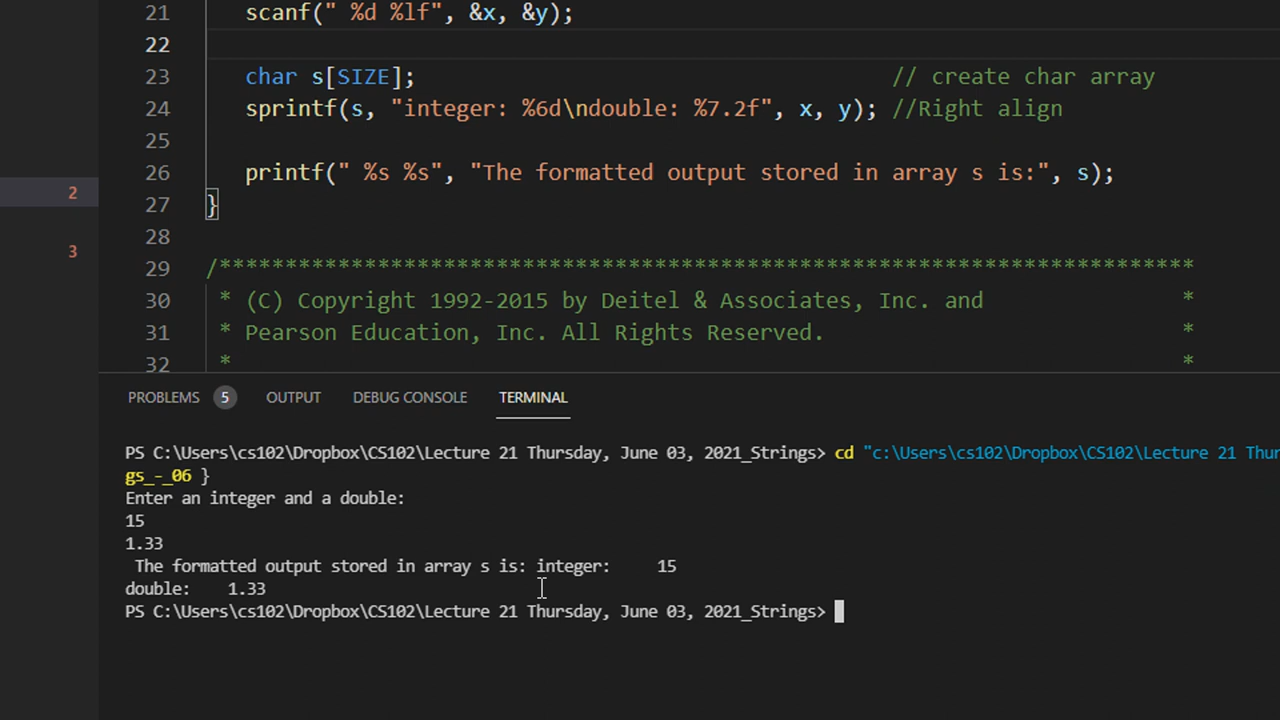 21 scanf(" %d %lf", &x, &y);
22
23 char s[SIZE]; // create char array
24 sprintf(s, "integer: %6d\ndouble: %7.2f", x, y); //Right align
25
2
26 printf(" %s %s", "The formatted output stored in array s is:", s);
27 }
28
3
29 /**************************************************************************
30 * (C) Copyright 1992-2015 by Deitel & Associates, Inc. and *
31 * Pearson Education, Inc. All Rights Reserved. *
32 * *
PROBLEMS 5 OUTPUT DEBUG CONSOLE TERMINAL
PS C:\Users\cs102\Dropbox\CS102\Lecture 21 Thursday, June 03, 2021_Strings> cd "c:\Users\cs102\Dropbox\CS102\Lecture 21 Thur
gs_-_06 }
Enter an integer and a double:
15
1.33
The formatted output stored in array s is: integer:     15
double:    1.33
PS C:\Users\cs102\Dropbox\CS102\Lecture 21 Thursday, June 03, 2021_Strings>